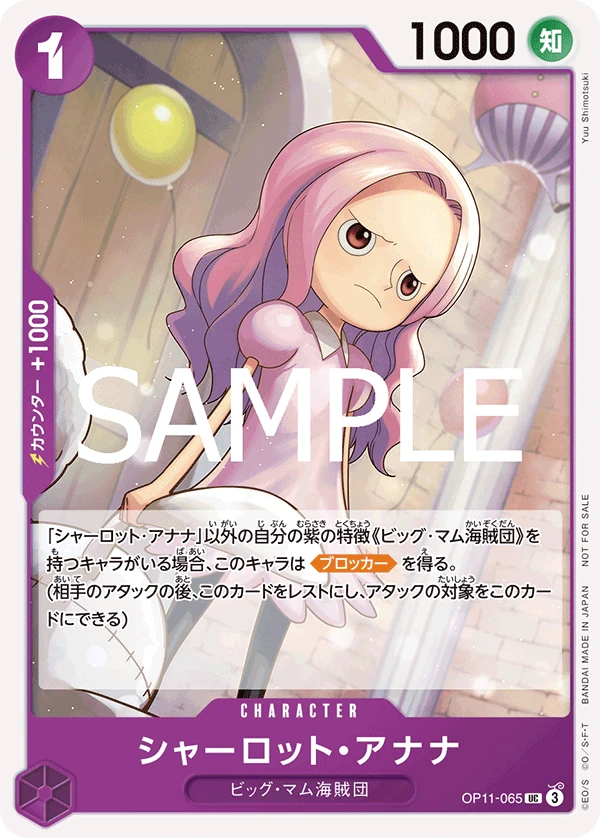 1
1000
知
Yuu Shimotsuki
カウンター +1000
SAMPLE
「シャーロット・アナナ」以外の自分の紫の特徴《ビッグ・マム海賊団》を
持つキャラがいる場合、このキャラは ブロッカー を得る。
(相手のアタックの後、このカードをレストにし、アタックの対象をこのカー
ドにできる)
CHARACTER
シャーロット・アナナ
ビッグ・マム海賊団
OP11-065 UC 3
©E.O/S ©O/S・F・T BANDAI MADE IN JAPAN NOT FOR SALE